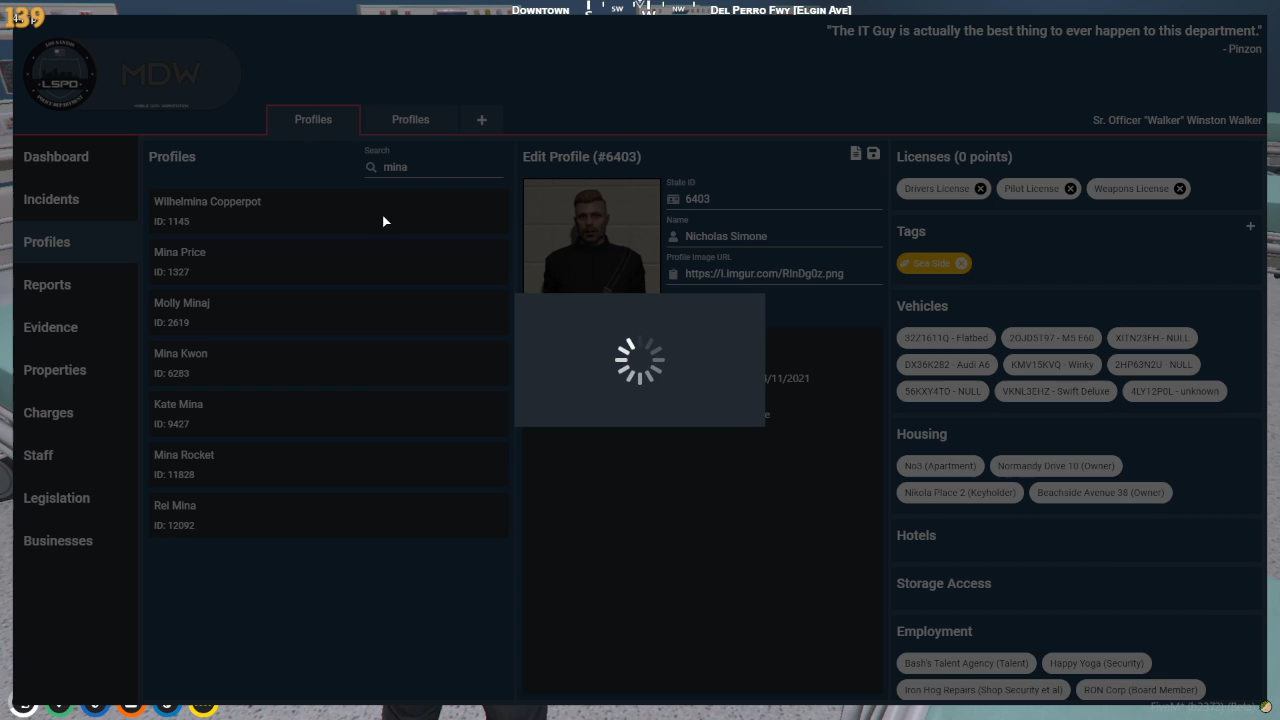 139
DOWNTOWN
SW
W
NW
DEL PERRO FWY [ELGIN AVE]
"The IT Guy is actually the best thing to ever happen to this department."
- Pinzon
LSPD
MDW
Profiles
Profiles
+
Sr. Officer "Walker" Winston Walker
Dashboard
Incidents
Profiles
Reports
Evidence
Properties
Charges
Staff
Legislation
Businesses
Profiles
Search
mina
Wilhelmina Copperpot
ID: 1145
Mina Price
ID: 1327
Molly Minaj
ID: 2619
Mina Kwon
ID: 6283
Kate Mina
ID: 9427
Mina Rocket
ID: 11828
Rei Mina
ID: 12092
Edit Profile (#6403)
State ID
6403
Name
Nicholas Simone
Profile Image URL
https://i.imgur.com/RlnDg0z.png
/11/2021
e
Licenses (0 points)
Drivers License
Pilot License
Weapons License
Tags
+
Sea Side
Vehicles
32Z1611Q - Flatbed
20JD5197 - M5 E60
XITN23FH - NULL
DX36K282 - Audi A6
KMV15KVQ - Winky
2HP63N2U - NULL
56KXY4TO - NULL
VKNL3EHZ - Swift Deluxe
4LY12P0L - unknown
Housing
No3 (Apartment)
Normandy Drive 10 (Owner)
Nikola Place 2 (Keyholder)
Beachside Avenue 38 (Owner)
Hotels
Storage Access
Employment
Bash's Talent Agency (Talent)
Happy Yoga (Security)
Iron Hog Repairs (Shop Security et al)
RON Corp (Board Member)